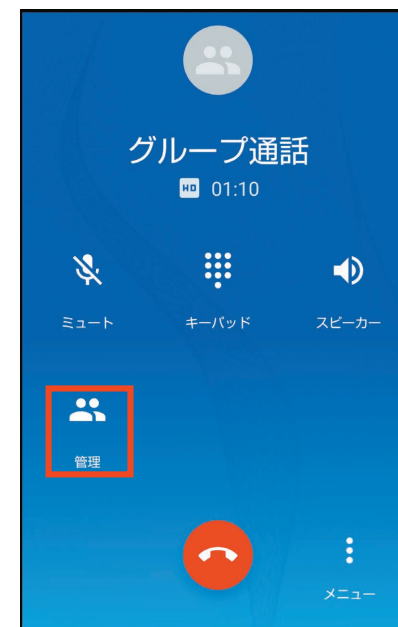 グループ通話
HD 01:10
ミュート
キーパッド
スピーカー
管理
メニュー